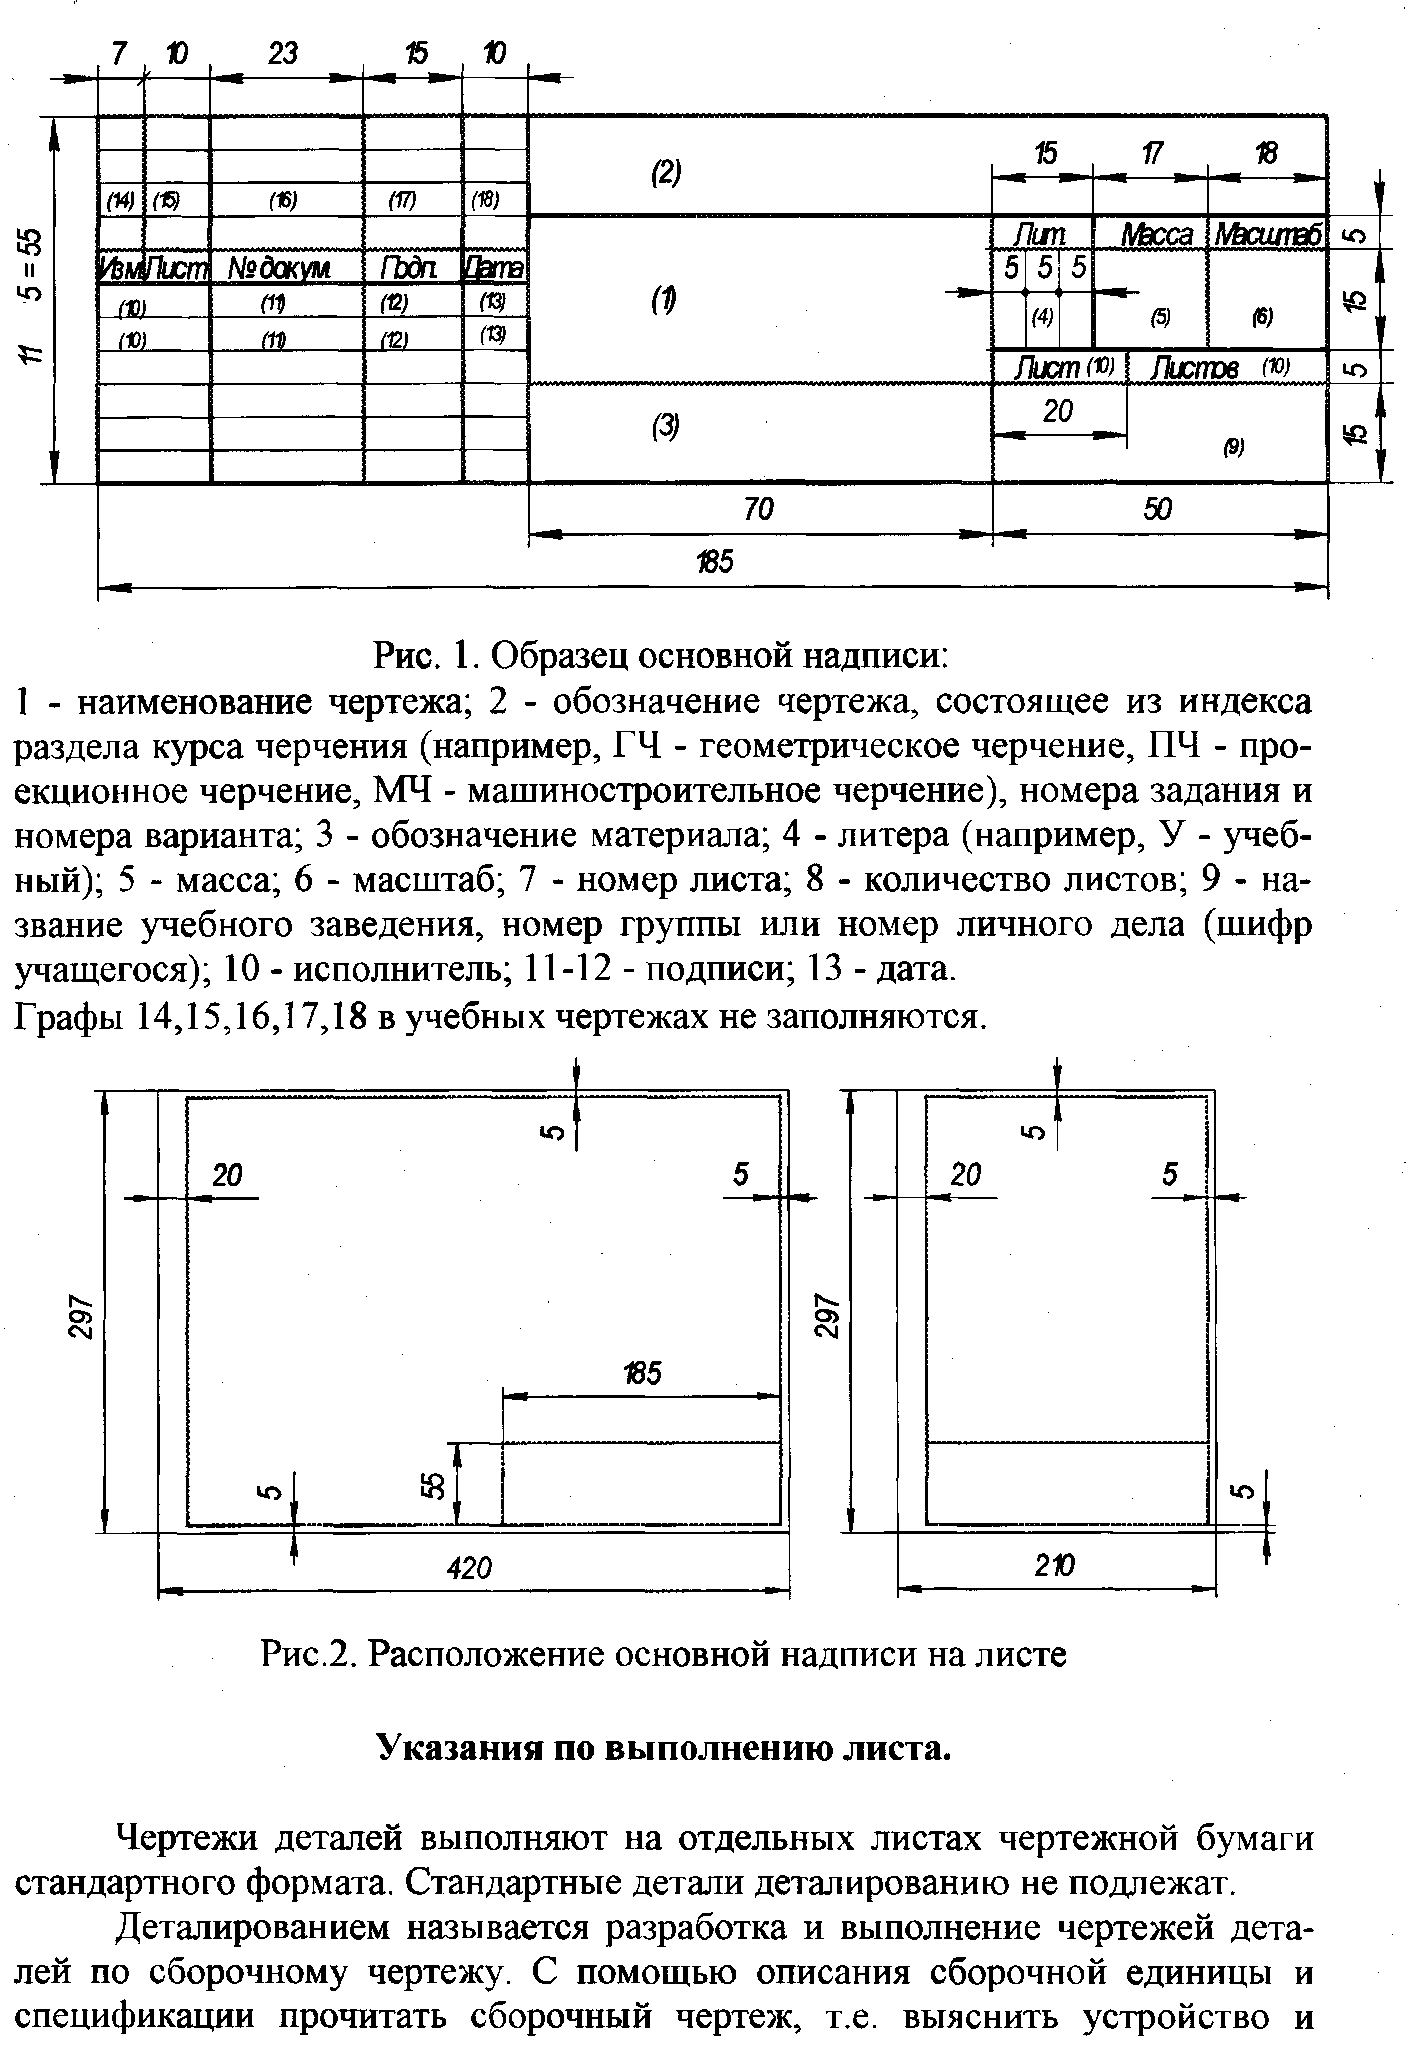 7 10 23 15 10
(2) 15 17 18
(14) (15) (16) (17) (18)
Лит. Масса Масштаб 5
Изм Лист № докум. Подп. Дата
5 5 5
(10) (11) (12) (13) (1) (4) (5) (6) 15
(10) (11) (12) (13)
11 5 = 55
Лист (10) Листов (10) 5
20
(3) (9) 15
70 50
185
Рис. 1. Образец основной надписи:
1 - наименование чертежа; 2 - обозначение чертежа, состоящее из индекса
раздела курса черчения (например, ГЧ - геометрическое черчение, ПЧ - про-
екционное черчение, МЧ - машиностроительное черчение), номера задания и
номера варианта; 3 - обозначение материала; 4 - литера (например, У - учеб-
ный); 5 - масса; 6 - масштаб; 7 - номер листа; 8 - количество листов; 9 - на-
звание учебного заведения, номер группы или номер личного дела (шифр
учащегося); 10 - исполнитель; 11-12 - подписи; 13 - дата.
Графы 14,15,16,17,18 в учебных чертежах не заполняются.
5 5
20 5 20 5
297 297
185
5 55 5
420 210
Рис.2. Расположение основной надписи на листе
Указания по выполнению листа.
Чертежи деталей выполняют на отдельных листах чертежной бумаги
стандартного формата. Стандартные детали деталированию не подлежат.
Деталированием называется разработка и выполнение чертежей дета-
лей по сборочному чертежу. С помощью описания сборочной единицы и
спецификации прочитать сборочный чертеж, т.е. выяснить устройство и